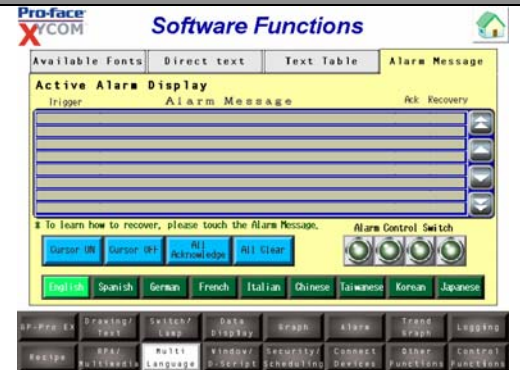 Pro-face
XYCOM
Software Functions
Available Fonts Direct text Text Table Alarm Message
Active Alarm Display
Trigger Alarm Message Ack Recovery
* To learn how to recover, please touch the Alarm Message.
Alarm Control Switch
Cursor ON Cursor OFF All Acknowledge All Clear
English Spanish German French Italian Chinese Taiwanese Korean Japanese
GP-Pro EX Drawing/ Text Switch/ Lamp Data Display Graph Alarm Trend Graph Logging
Recipe RPA/ Multimedia Multi Language Window/ D-Script Security/ Scheduling Connect Devices Other Functions Control Functions